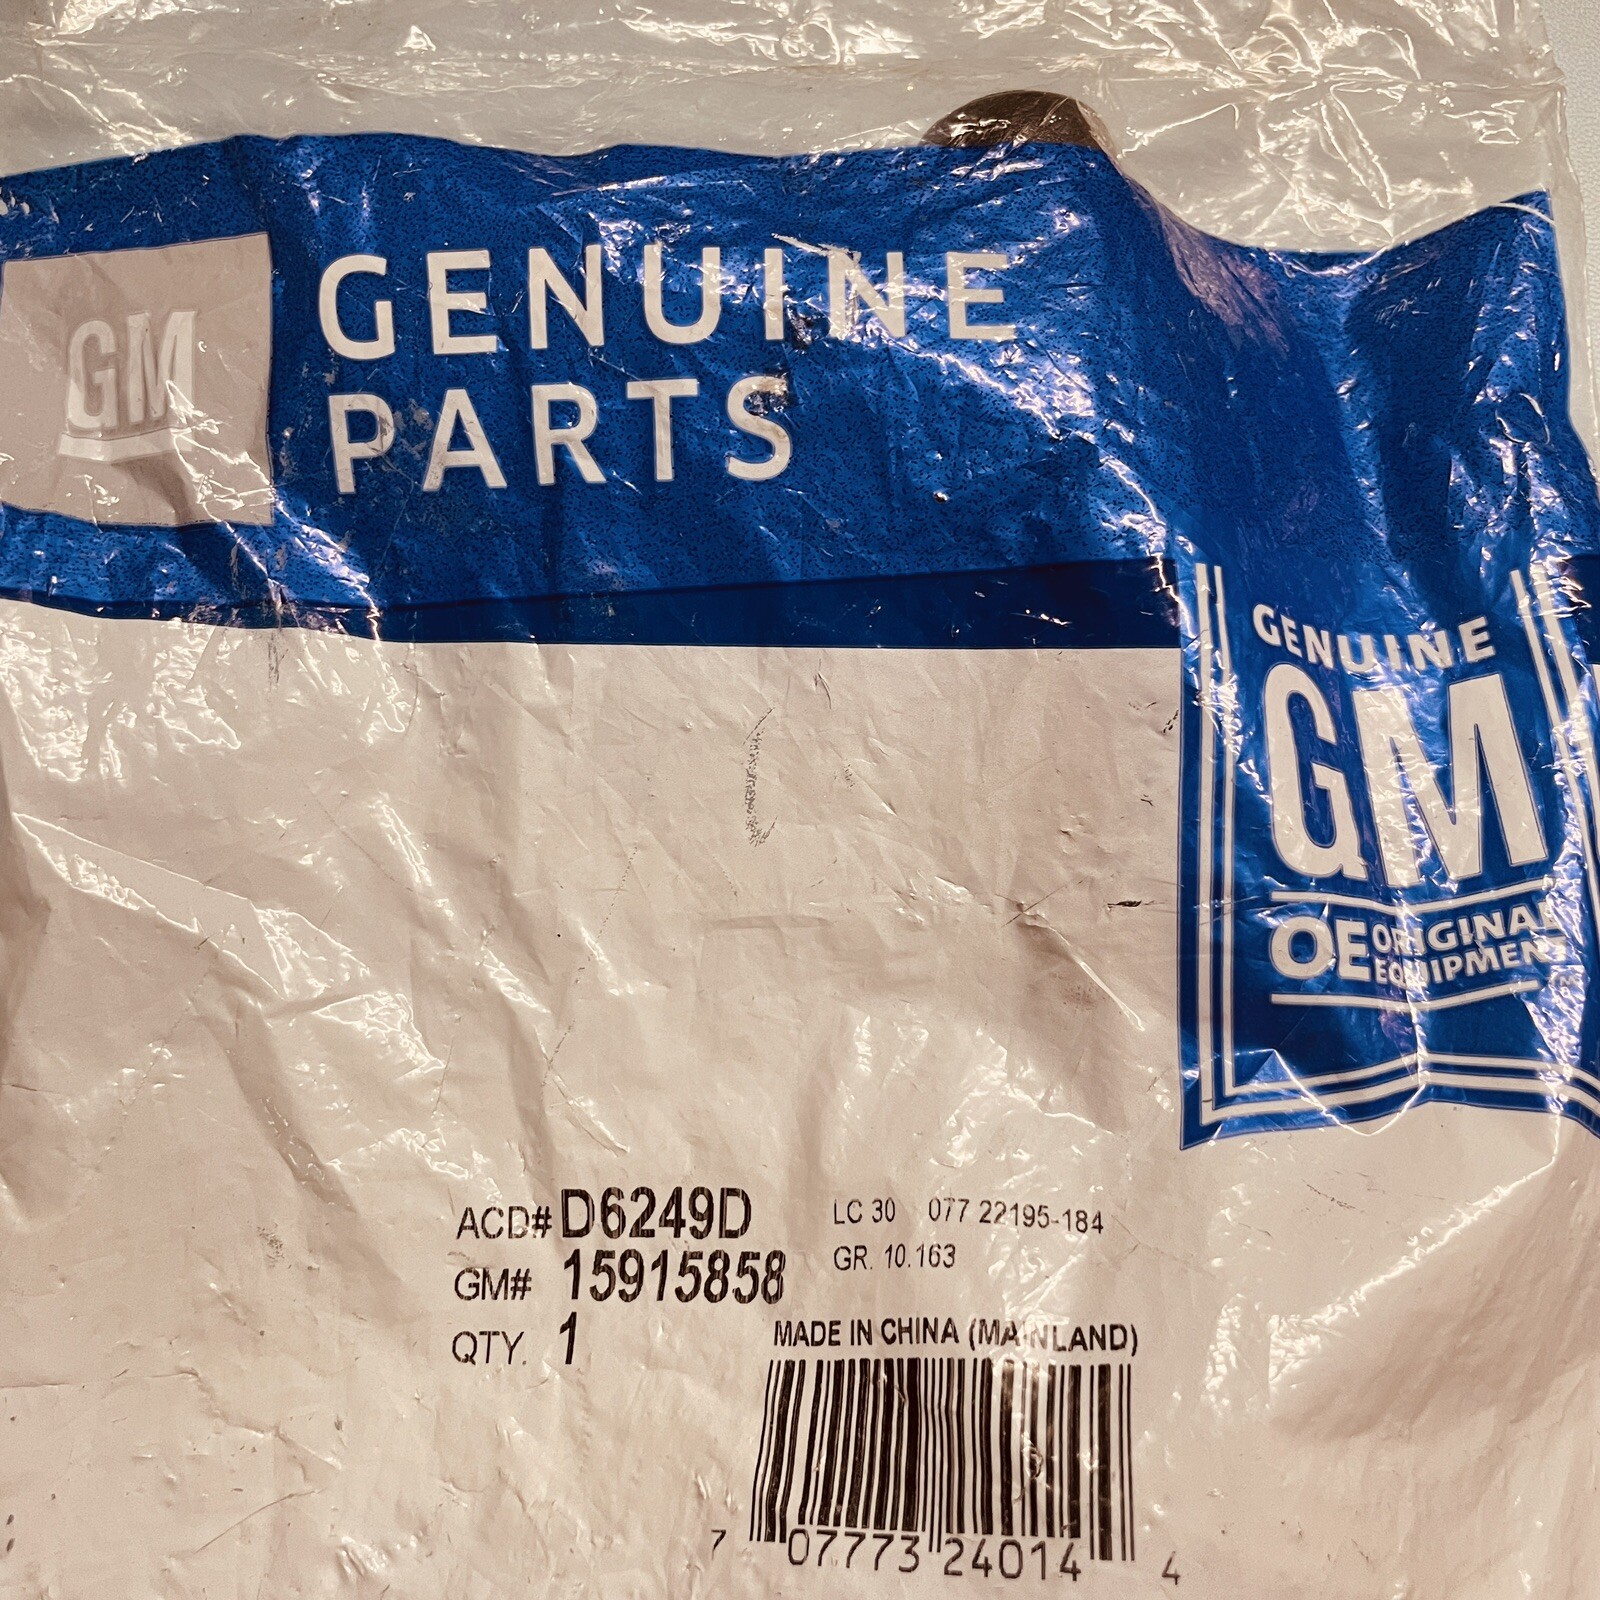 GM
GENUINE
PARTS
GENUINE
GM
OE ORIGINAL
EQUIPMENT
ACD# D6249D
GM# 15915858
QTY. 1
LC 30 077 22195-184
GR. 10.163
MADE IN CHINA (MAINLAND)
7 07773 24014 4